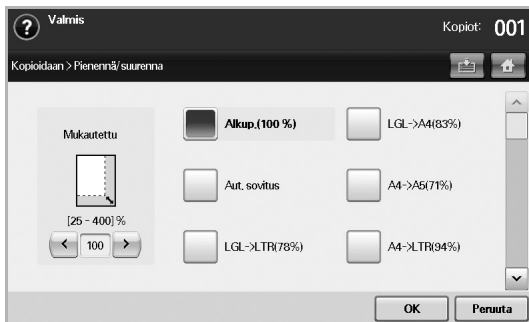 ? Valmis
Kopiot: 001
Kopioidaan > Pienennä/suurenna
Mukautettu
[25 - 400] %
100
Alkup.(100 %)
LGL->A4(83%)
Aut. sovitus
A4->A5(71%)
LGL->LTR(78%)
A4->LTR(94%)
OK
Peruuta